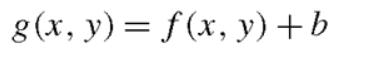 g(x, y) = f(x, y) + b